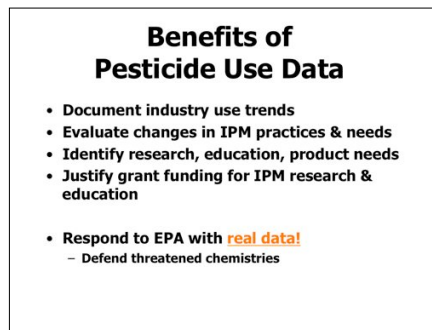 Benefits of
Pesticide Use Data
• Document industry use trends
• Evaluate changes in IPM practices & needs
• Identify research, education, product needs
• Justify grant funding for IPM research &
education
• Respond to EPA with real data!
– Defend threatened chemistries